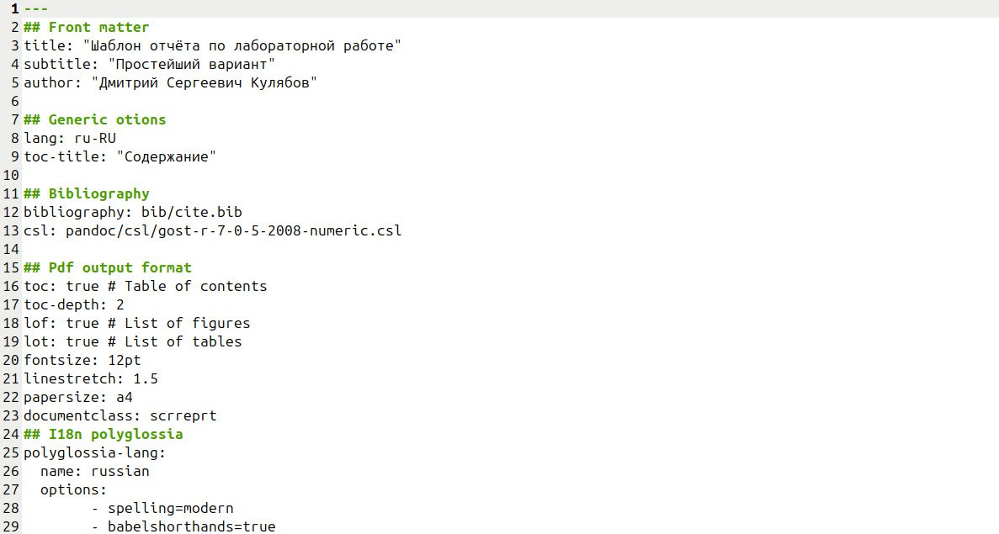 1 ---
2 ## Front matter
3 title: "Шаблон отчёта по лабораторной работе"
4 subtitle: "Простейший вариант"
5 author: "Дмитрий Сергеевич Кулябов"
6
7 ## Generic otions
8 lang: ru-RU
9 toc-title: "Содержание"
10
11 ## Bibliography
12 bibliography: bib/cite.bib
13 csl: pandoc/csl/gost-r-7-0-5-2008-numeric.csl
14
15 ## Pdf output format
16 toc: true # Table of contents
17 toc-depth: 2
18 lof: true # List of figures
19 lot: true # List of tables
20 fontsize: 12pt
21 linestretch: 1.5
22 papersize: a4
23 documentclass: scrreprt
24 ## I18n polyglossia
25 polyglossia-lang:
26   name: russian
27   options:
28         - spelling=modern
29         - babelshorthands=true